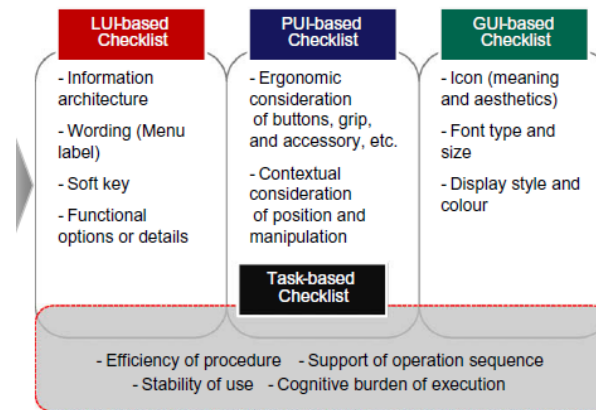 LUI-based
Checklist
- Information
architecture
- Wording (Menu
label)
- Soft key
- Functional
options or details
PUI-based
Checklist
- Ergonomic
consideration
of buttons, grip,
and accessory, etc.
- Contextual
consideration
of position and
manipulation
GUI-based
Checklist
- Icon (meaning
and aesthetics)
- Font type and
size
- Display style and
colour
Task-based
Checklist
- Efficiency of procedure - Support of operation sequence
- Stability of use - Cognitive burden of execution